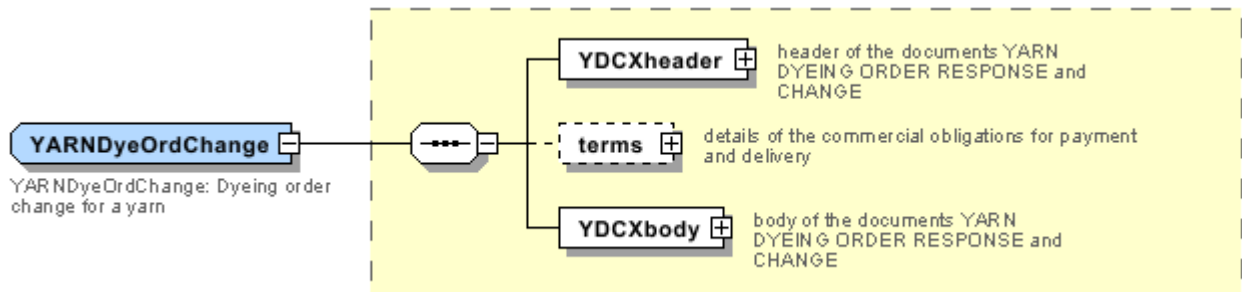 YDCXheader
header of the documents YARN
DYEING ORDER RESPONSE and
CHANGE
YARNDyeOrdChange
terms
details of the commercial obligations for payment
and delivery
YARNDyeOrdChange: Dyeing order
change for a yarn
YDCXbody
body of the documents YARN
DYEING ORDER RESPONSE and
CHANGE